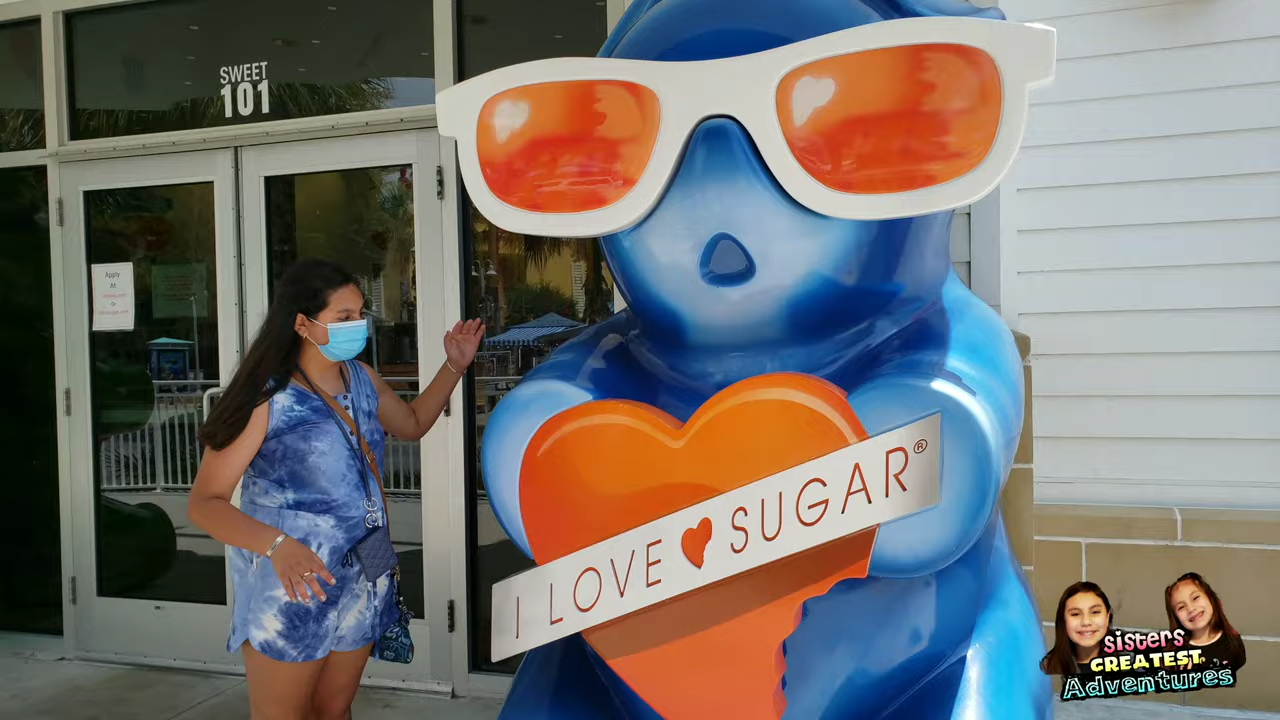 SWEET
101
Apply
At
I LOVE SUGAR®
sisters
GREATEST
Adventures